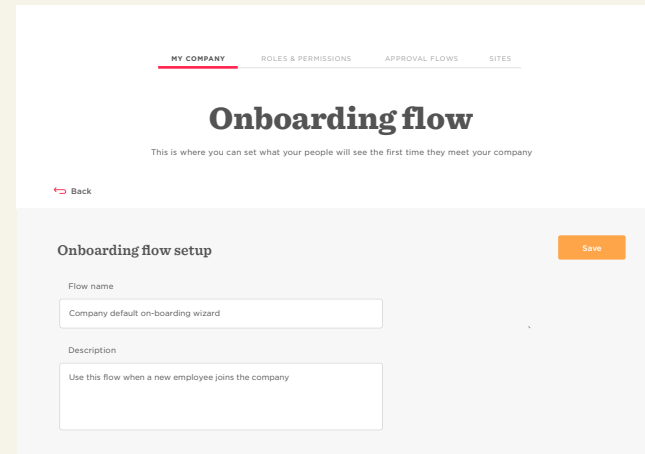 MY COMPANY ROLES & PERMISSIONS APPROVAL FLOWS SITES
Onboarding flow
This is where you can set what your people will see the first time they meet your company
Back
Onboarding flow setup
Save
Flow name
Company default on-boarding wizard
Description
Use this flow when a new employee joins the company